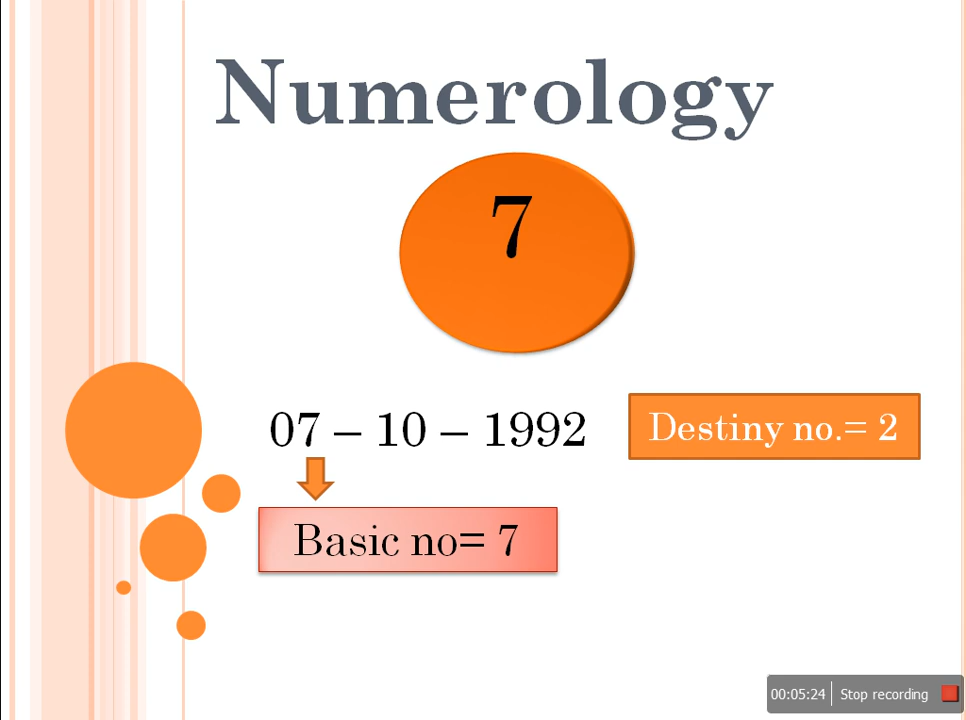 Numerology
7
07 – 10 – 1992
Destiny no.= 2
Basic no= 7
00:05:24 Stop recording